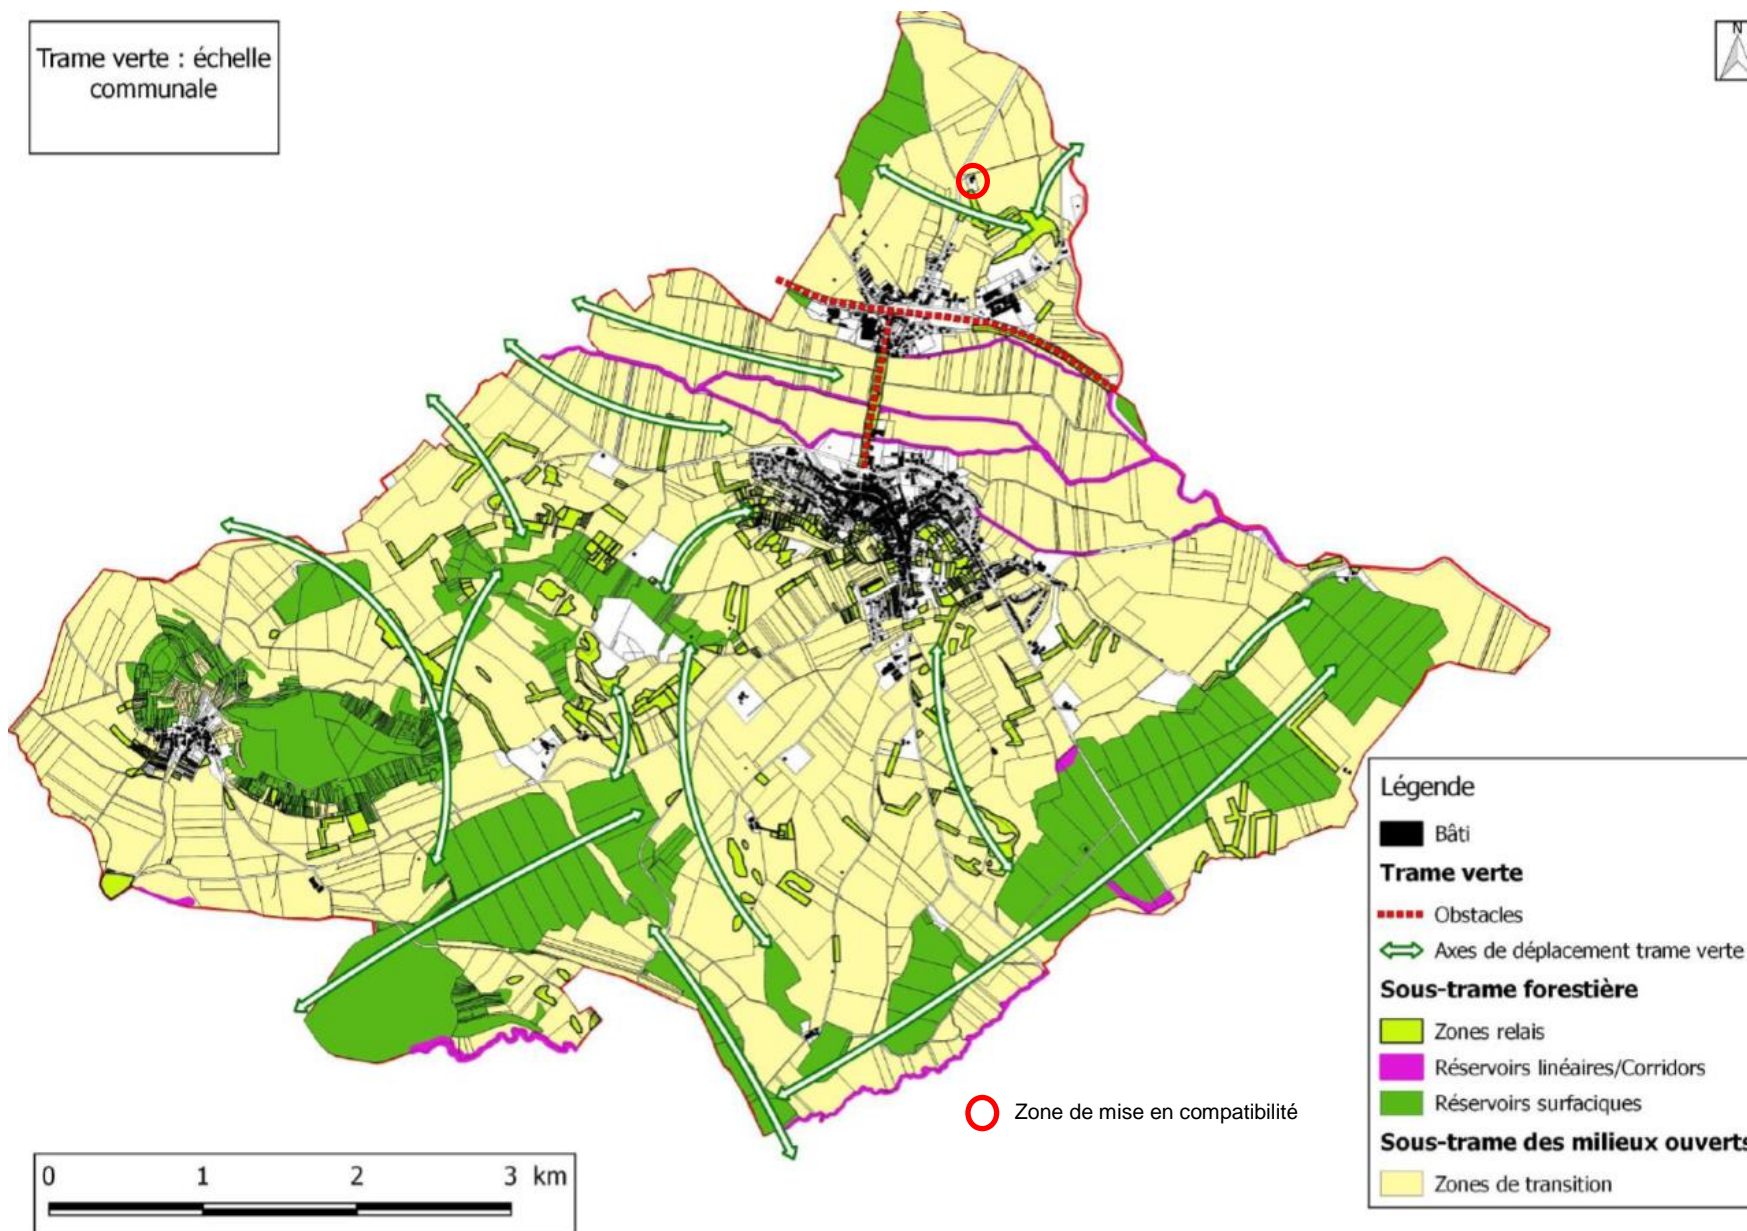 Trame verte : échelle
communale
N
Légende
Bâti
Trame verte
Obstacles
Axes de déplacement trame verte
Sous-trame forestière
Zones relais
Réservoirs linéaires/Corridors
Réservoirs surfaciques
Sous-trame des milieux ouverts
Zones de transition
Zone de mise en compatibilité
0 1 2 3 km